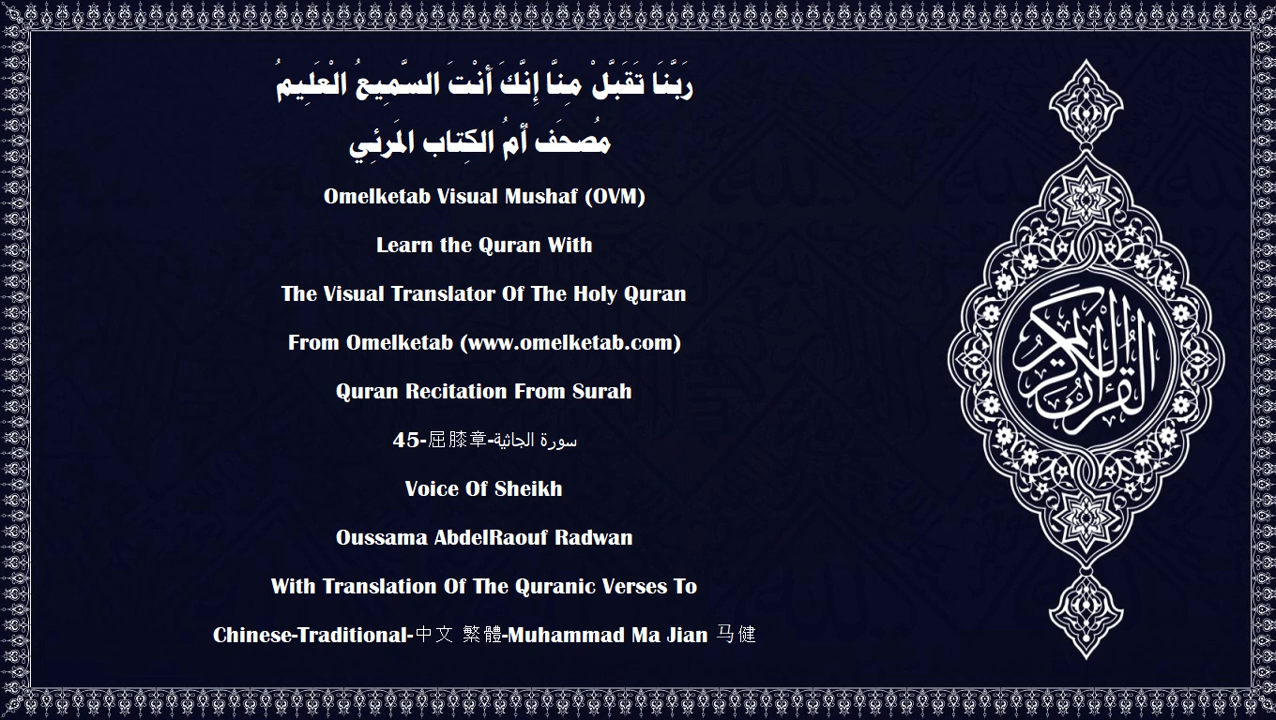 رَبَّنَا تَقَبَّلْ مِنَّا إِنَّكَ أَنْتَ السَّمِيعُ الْعَلِيمُ
مُصحَف أمُ الكِتاب المَرئِي
Omelketab Visual Mushaf (OVM)
Learn the Quran With
The Visual Translator Of The Holy Quran
From Omelketab (www.omelketab.com)
Quran Recitation From Surah
45-屈膝章-سورة الجاثية
Voice Of Sheikh
Oussama AbdelRaouf Radwan
With Translation Of The Quranic Verses To
Chinese-Traditional-中文 繁體-Muhammad Ma Jian 马健
القرآن الكريم